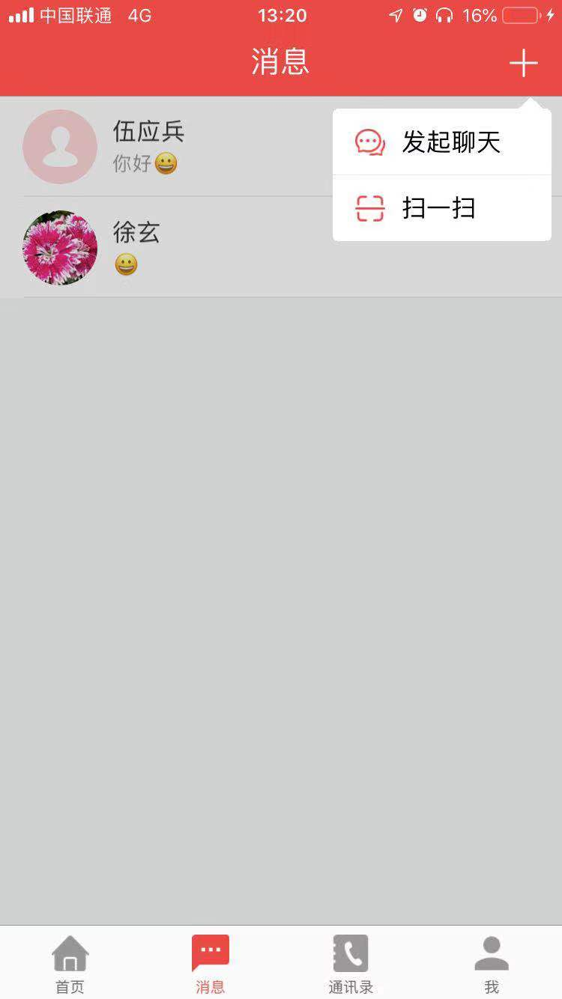 中国联通 4G 13:20 16%
消息
伍应兵
你好😀
发起聊天
徐玄
😀
扫一扫
首页 消息 通讯录 我